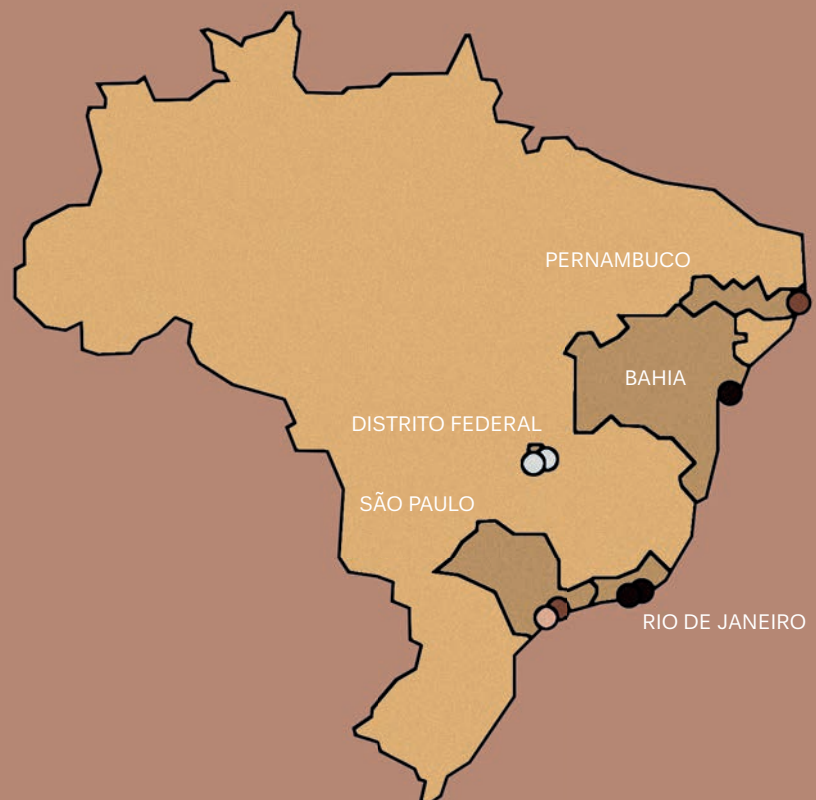 PERNAMBUCO
BAHIA
DISTRITO FEDERAL
SÃO PAULO
RIO DE JANEIRO